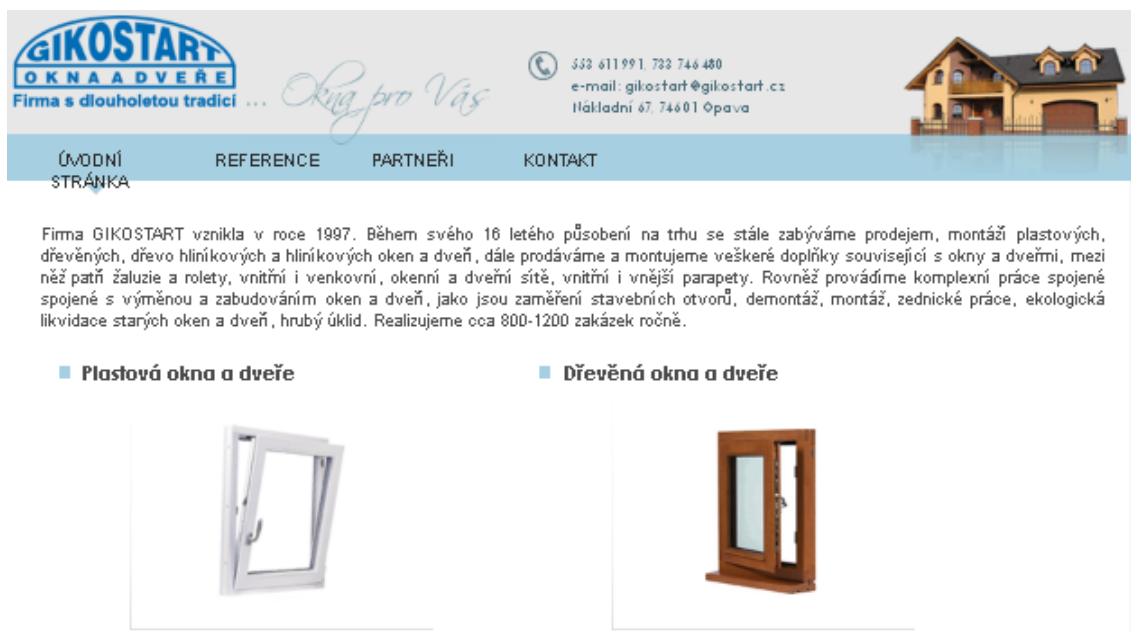 GIKOSTART
OKNA A DVEŘE
Firma s dlouholetou tradicí ...
Okna pro Vás
553 611 991, 733 746 480
e-mail: gikostart@gikostart.cz
Nákladní 67, 74601 Opava
ÚVODNÍ STRÁNKA
REFERENCE
PARTNEŘI
KONTAKT
Firma GIKOSTART vznikla v roce 1997. Během svého 16 letého působení na trhu se stále zabýváme prodejem, montáží plastových,
dřevěných, dřevo hliníkových a hliníkových oken a dveří, dále prodáváme a montujeme veškeré doplňky související s okny a dveřmi, mezi
něž patří žaluzie a rolety, vnitřní i venkovní, okenní a dveřní sítě, vnitřní i vnější parapety. Rovněž provádíme komplexní práce spojené
spojené s výměnou a zabudováním oken a dveří, jako jsou zaměření stavebních otvorů, demontáž, montáž, zednické práce, ekologická
likvidace starých oken a dveří, hrubý úklid. Realizujeme cca 800-1200 zakázek ročně.
Plastová okna a dveře
Dřevěná okna a dveře